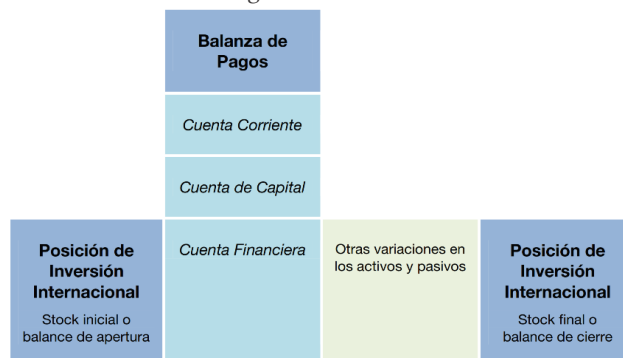 Balanza de
Pagos
Cuenta Corriente
Cuenta de Capital
Posición de
Inversión
Internacional
Stock inicial o
balance de apertura
Cuenta Financiera
Otras variaciones en
los activos y pasivos
Posición de
Inversión
Internacional
Stock final o
balance de cierre